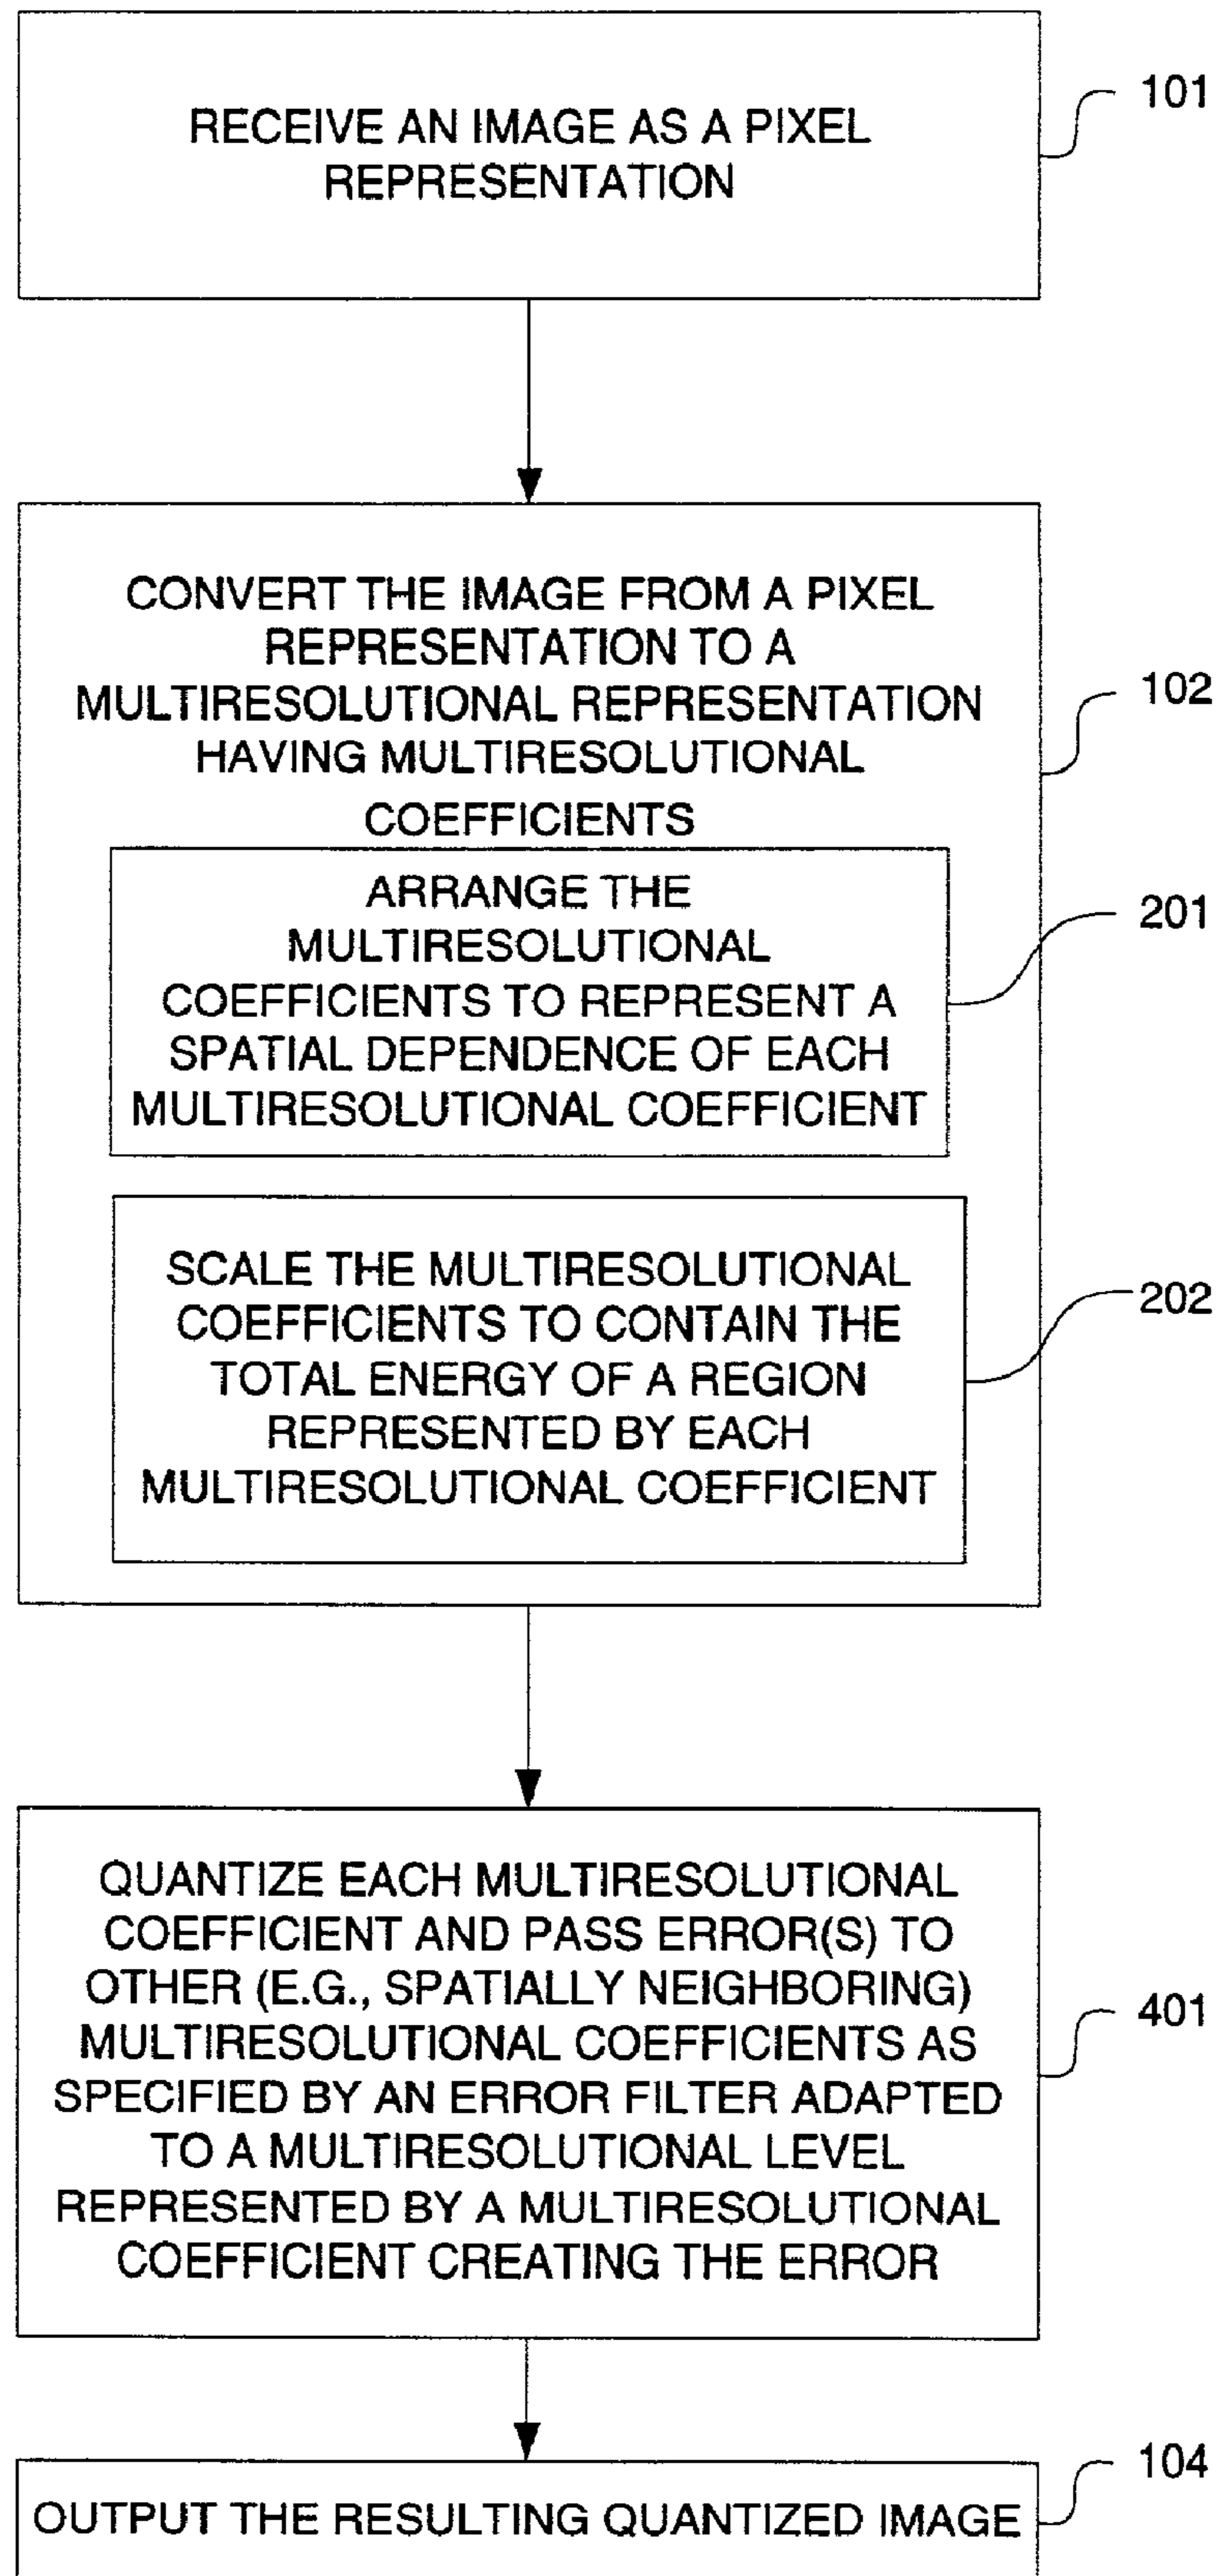 RECEIVE AN IMAGE AS A PIXEL
REPRESENTATION
101
CONVERT THE IMAGE FROM A PIXEL
REPRESENTATION TO A
MULTIRESOLUTIONAL REPRESENTATION
HAVING MULTIRESOLUTIONAL
COEFFICIENTS
102
ARRANGE THE
MULTIRESOLUTIONAL
COEFFICIENTS TO REPRESENT A
SPATIAL DEPENDENCE OF EACH
MULTIRESOLUTIONAL COEFFICIENT
201
SCALE THE MULTIRESOLUTIONAL
COEFFICIENTS TO CONTAIN THE
TOTAL ENERGY OF A REGION
REPRESENTED BY EACH
MULTIRESOLUTIONAL COEFFICIENT
202
QUANTIZE EACH MULTIRESOLUTIONAL
COEFFICIENT AND PASS ERROR(S) TO
OTHER (E.G., SPATIALLY NEIGHBORING)
MULTIRESOLUTIONAL COEFFICIENTS AS
SPECIFIED BY AN ERROR FILTER ADAPTED
TO A MULTIRESOLUTIONAL LEVEL
REPRESENTED BY A MULTIRESOLUTIONAL
COEFFICIENT CREATING THE ERROR
401
OUTPUT THE RESULTING QUANTIZED IMAGE
104